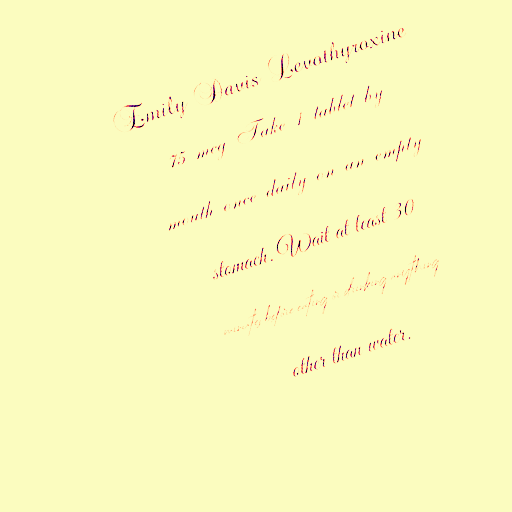 Emily Davis Levothyroxine
75 mcg Take 1 tablet by
mouth once daily on an empty
stomach. Wait at least 30
other than water.